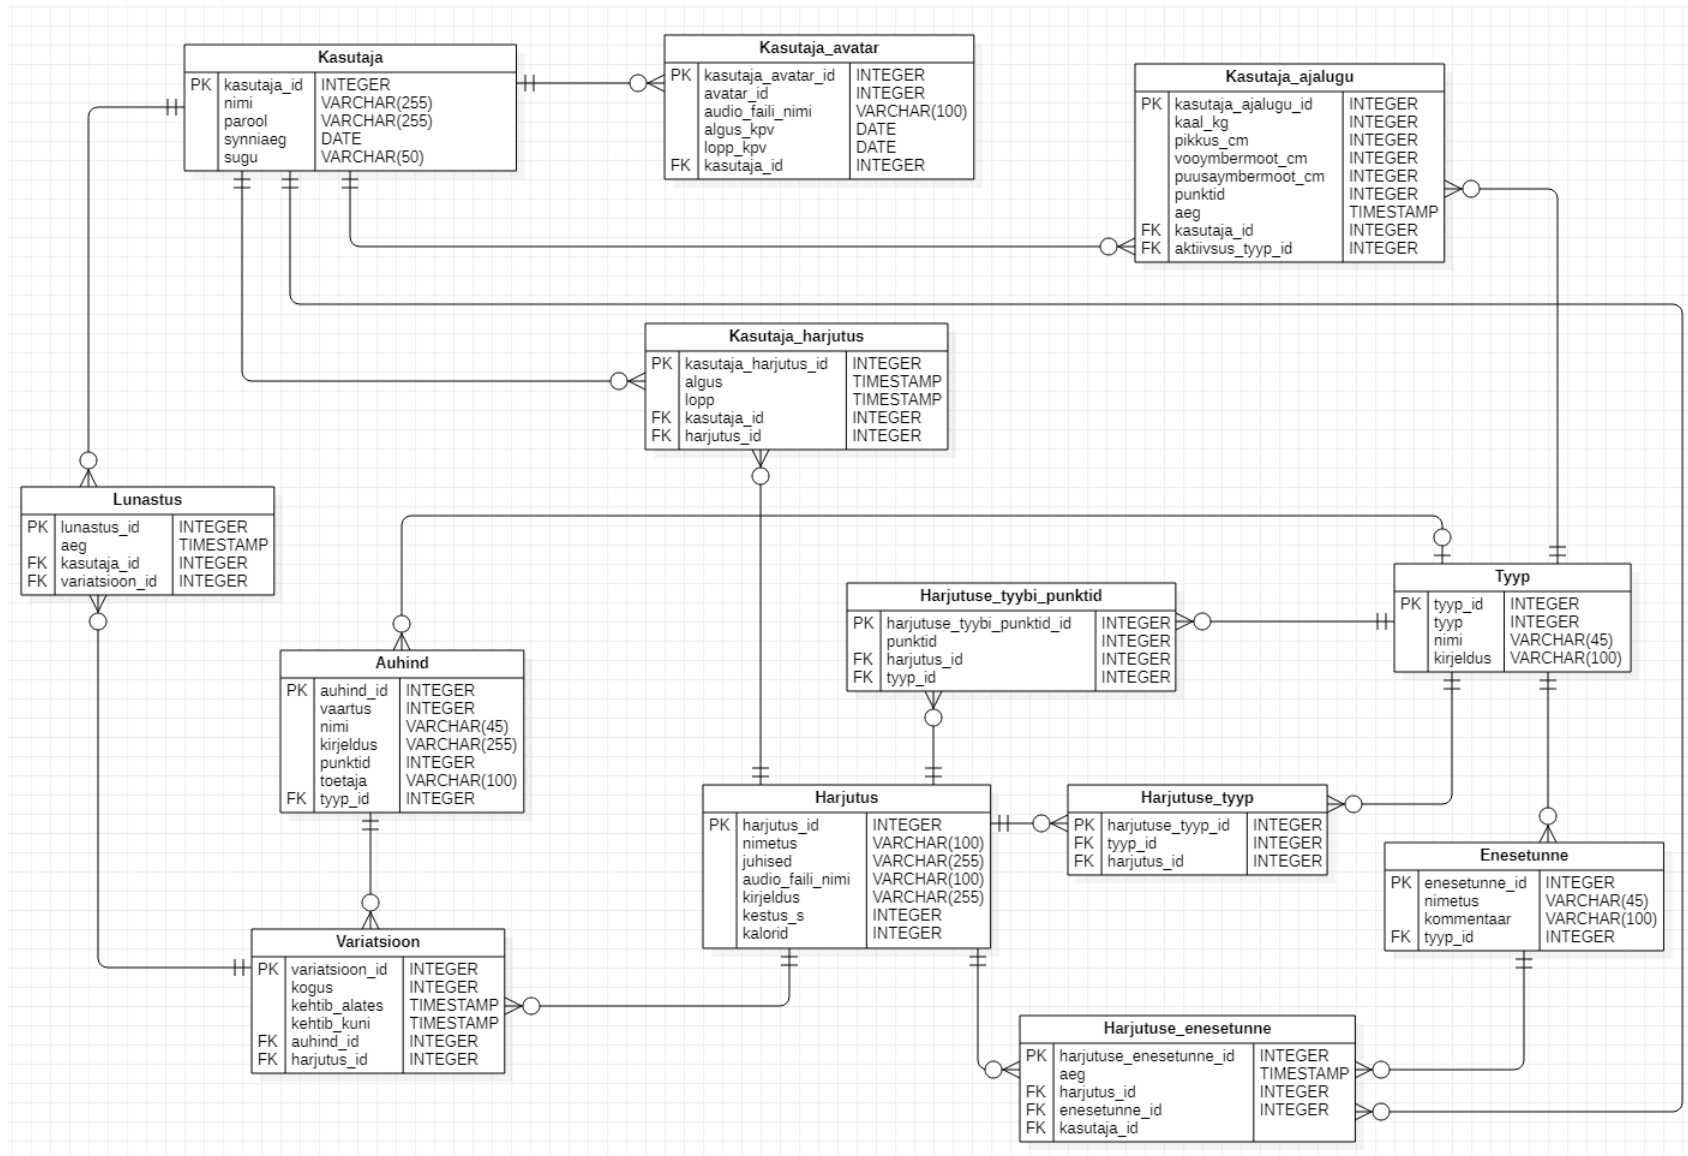 Kasutaja
PK kasutaja_id INTEGER
nimi VARCHAR(255)
parool VARCHAR(255)
synniaeg DATE
sugu VARCHAR(50)
Kasutaja_avatar
PK kasutaja_avatar_id INTEGER
avatar_id INTEGER
audio_faili_nimi VARCHAR(100)
algus_kpv DATE
lopp_kpv DATE
FK kasutaja_id INTEGER
Kasutaja_ajalugu
PK kasutaja_ajalugu_id INTEGER
kaal_kg INTEGER
pikkus_cm INTEGER
vooymbermoot_cm INTEGER
puusaymbermoot_cm INTEGER
punktid INTEGER
aeg TIMESTAMP
FK kasutaja_id INTEGER
FK aktiivsus_tyyp_id INTEGER
Kasutaja_harjutus
PK kasutaja_harjutus_id INTEGER
algus TIMESTAMP
lopp TIMESTAMP
FK kasutaja_id INTEGER
FK harjutus_id INTEGER
Lunastus
PK lunastus_id INTEGER
aeg TIMESTAMP
FK kasutaja_id INTEGER
FK variatsioon_id INTEGER
Harjutuse_tyybi_punktid
PK harjutuse_tyybi_punktid_id INTEGER
punktid INTEGER
FK harjutus_id INTEGER
FK tyyp_id INTEGER
Tyyp
PK tyyp_id INTEGER
tyyp INTEGER
nimi VARCHAR(45)
kirjeldus VARCHAR(100)
Auhind
PK auhind_id INTEGER
vaartus INTEGER
nimi VARCHAR(45)
kirjeldus VARCHAR(255)
punktid INTEGER
toetaja VARCHAR(100)
FK tyyp_id INTEGER
Harjutus
PK harjutus_id INTEGER
nimetus VARCHAR(100)
juhised VARCHAR(255)
audio_faili_nimi VARCHAR(100)
kirjeldus VARCHAR(255)
kestus_s INTEGER
kalorid INTEGER
Harjutuse_tyyp
PK harjutuse_tyyp_id INTEGER
FK tyyp_id INTEGER
FK harjutus_id INTEGER
Enesetunne
PK enesetunne_id INTEGER
nimetus VARCHAR(45)
kommentaar VARCHAR(100)
FK tyyp_id INTEGER
Variatsioon
PK variatsioon_id INTEGER
kogus INTEGER
kehtib_alates TIMESTAMP
kehtib_kuni TIMESTAMP
FK auhind_id INTEGER
FK harjutus_id INTEGER
Harjutuse_enesetunne
PK harjutuse_enesetunne_id INTEGER
aeg TIMESTAMP
FK harjutus_id INTEGER
FK enesetunne_id INTEGER
FK kasutaja_id